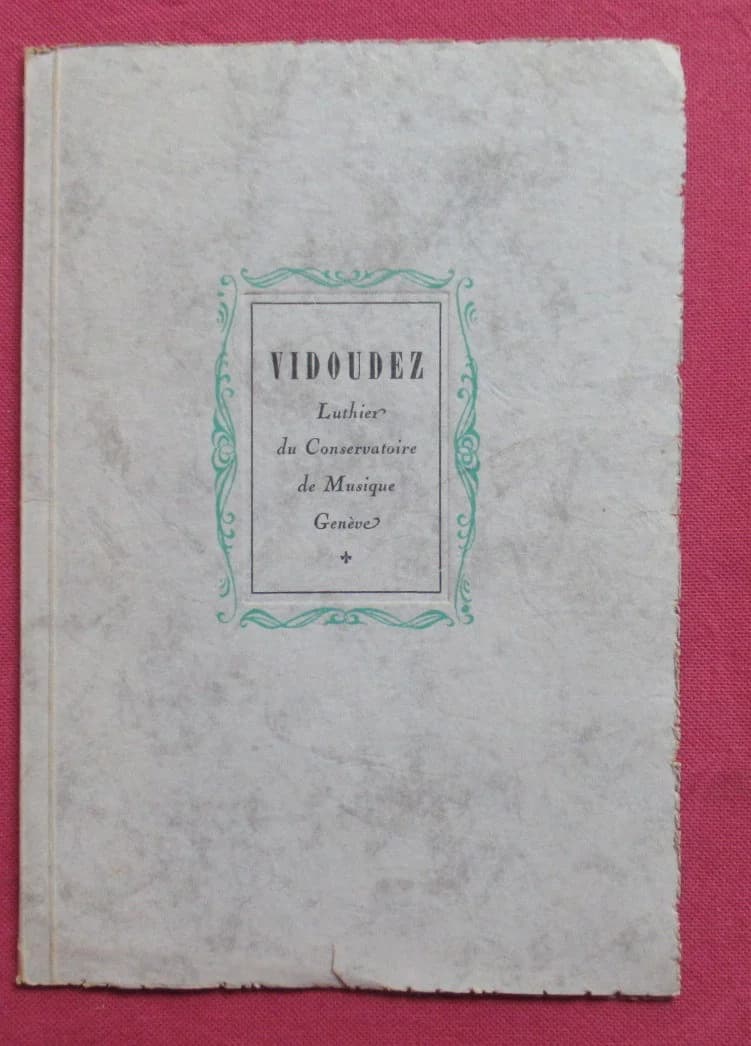 VIDOUDEZ
Luthier
du Conservatoire
de Musique
Genève